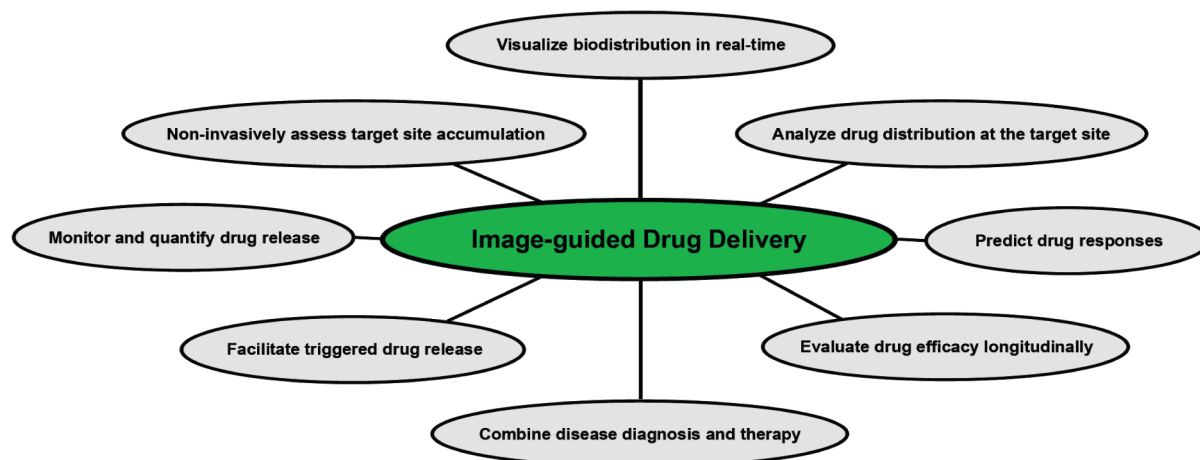 Visualize biodistribution in real-time
Non-invasively assess target site accumulation
Analyze drug distribution at the target site
Monitor and quantify drug release
Image-guided Drug Delivery
Predict drug responses
Facilitate triggered drug release
Evaluate drug efficacy longitudinally
Combine disease diagnosis and therapy